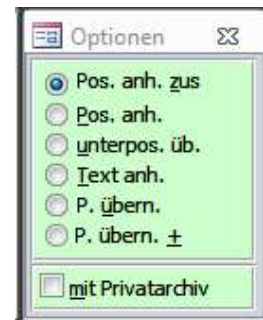 Optionen
Pos. anh. zus
Pos. anh.
unterpos. üb.
Text anh.
P. übern.
P. übern. +
mit Privatarchiv